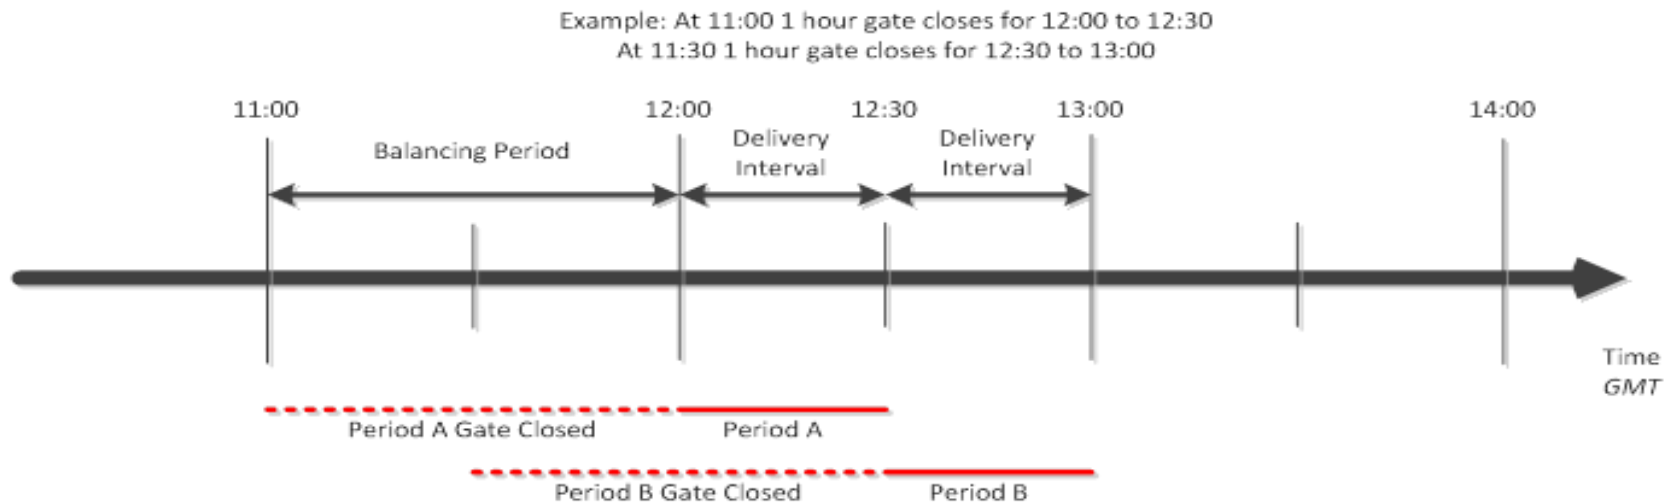 Example: At 11:00 1 hour gate closes for 12:00 to 12:30
At 11:30 1 hour gate closes for 12:30 to 13:00
11:00
12:00
12:30
13:00
14:00
Balancing Period
Delivery
Interval
Delivery
Interval
Time
GMT
Period A Gate Closed
Period A
Period B Gate Closed
Period B